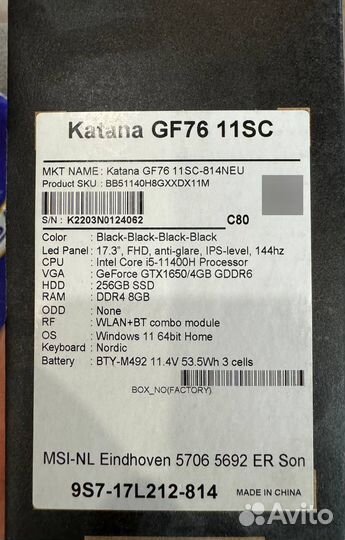 Katana GF76 11SC
MKT NAME : Katana GF76 11SC-814NEU
Product SKU : BB51140H8GXXDX11M
S/N : K2203N0124062
C80
Color : Black-Black-Black-Black
Led Panel : 17.3", FHD, anti-glare, IPS-level, 144hz
CPU : Intel Core i5-11400H Processor
VGA : GeForce GTX1650/4GB GDDR6
HDD : 256GB SSD
RAM : DDR4 8GB
ODD : None
RF : WLAN+BT combo module
OS : Windows 11 64bit Home
Keyboard : Nordic
Battery : BTY-M492 11.4V 53.5Wh 3 cells
BOX_NO(FACTORY)
MSI-NL Eindhoven 5706 5692 ER Son
9S7-17L212-814
MADE IN CHINA
Avito